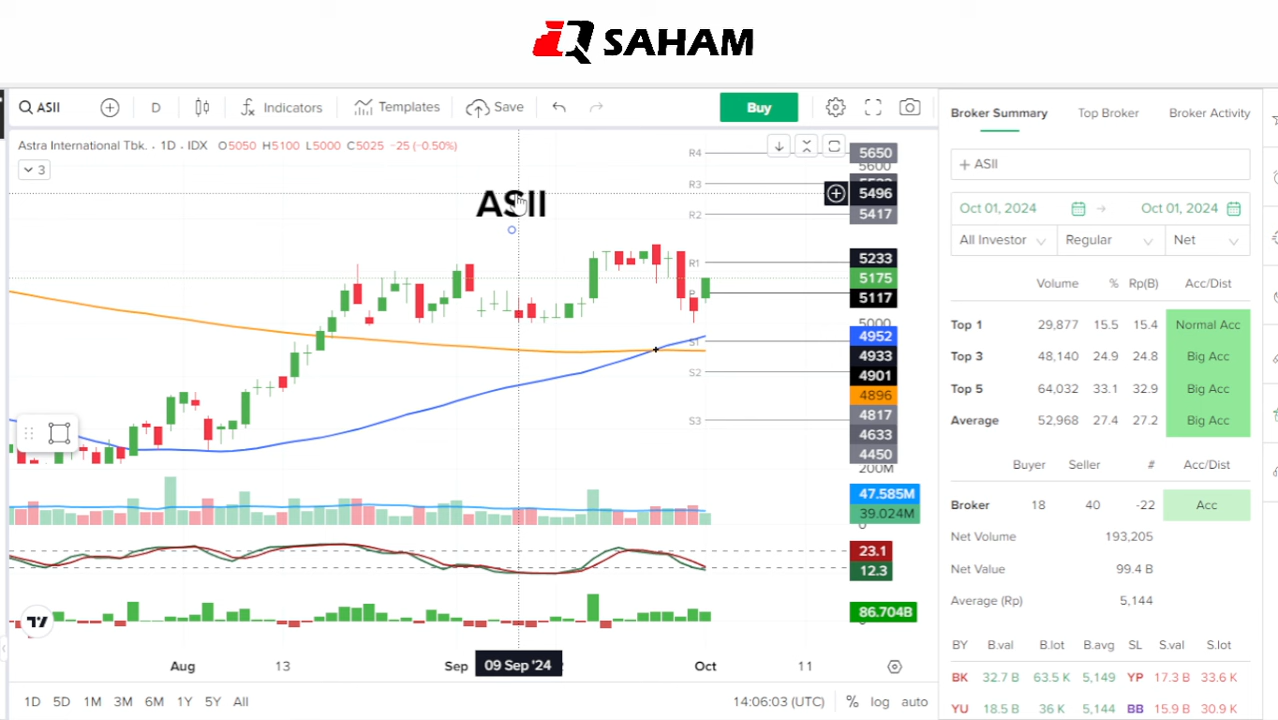 SAHAM
ASII D Indicators Templates Save Buy
Astra International Tbk. · 1D · IDX O5050 H5100 L5000 C5025 -25 (-0.50%)
3
ASII
R4
R3
R2
R1
P
S1
S2
S3
5650
5600
5496
5417
5233
5175
5117
5000
4952
4933
4901
4896
4817
4633
4450
200M
47.585M
39.024M
0
23.1
12.3
86.704B
Aug 13 Sep 09 Sep '24 Oct 11
1D 5D 1M 3M 6M 1Y 5Y All 14:06:03 (UTC) % log auto
Broker Summary Top Broker Broker Activity
+ ASII
Oct 01, 2024 → Oct 01, 2024
All Investor Regular Net
Volume % Rp(B) Acc/Dist
Top 1 29,877 15.5 15.4 Normal Acc
Top 3 48,140 24.9 24.8 Big Acc
Top 5 64,032 33.1 32.9 Big Acc
Average 52,968 27.4 27.2 Big Acc
Buyer Seller # Acc/Dist
Broker 18 40 -22 Acc
Net Volume 193,205
Net Value 99.4 B
Average (Rp) 5,144
BY B.val B.lot B.avg SL S.val S.lot
BK 32.7 B 63.5 K 5,149 YP 17.3 B 33.6 K
YU 18.5 B 36 K 5,144 BB 15.9 B 30.9 K